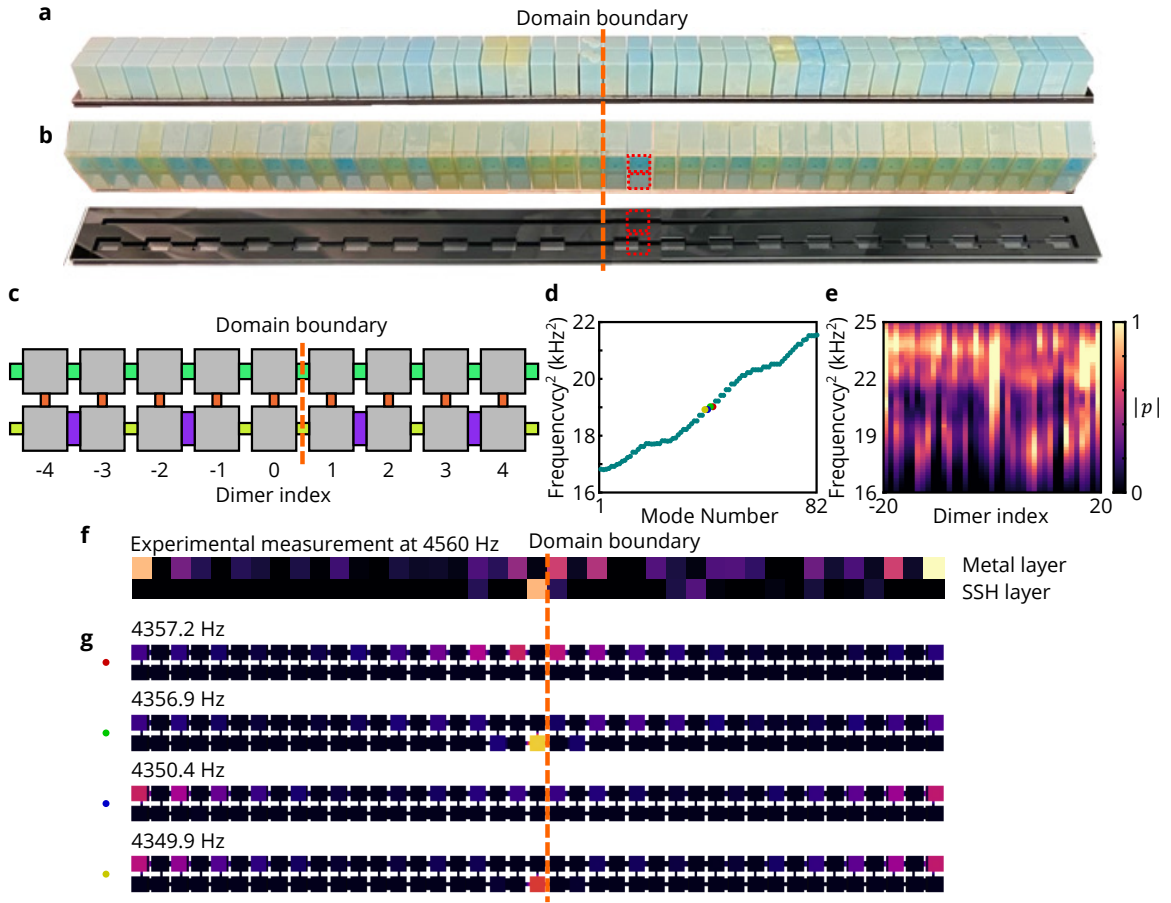 a
Domain boundary
b
c
Domain boundary
-4 -3 -2 -1 0 1 2 3 4
Dimer index
d
Frequencvcy² (kHz²)
22
20
18
16
1 82
Mode Number
e
Frequency² (kHz²)
25
22
19
16
-20 20
Dimer index
1
|p|
0
f
Experimental measurement at 4560 Hz
Domain boundary
Metal layer
SSH layer
g
4357.2 Hz
4356.9 Hz
4350.4 Hz
4349.9 Hz